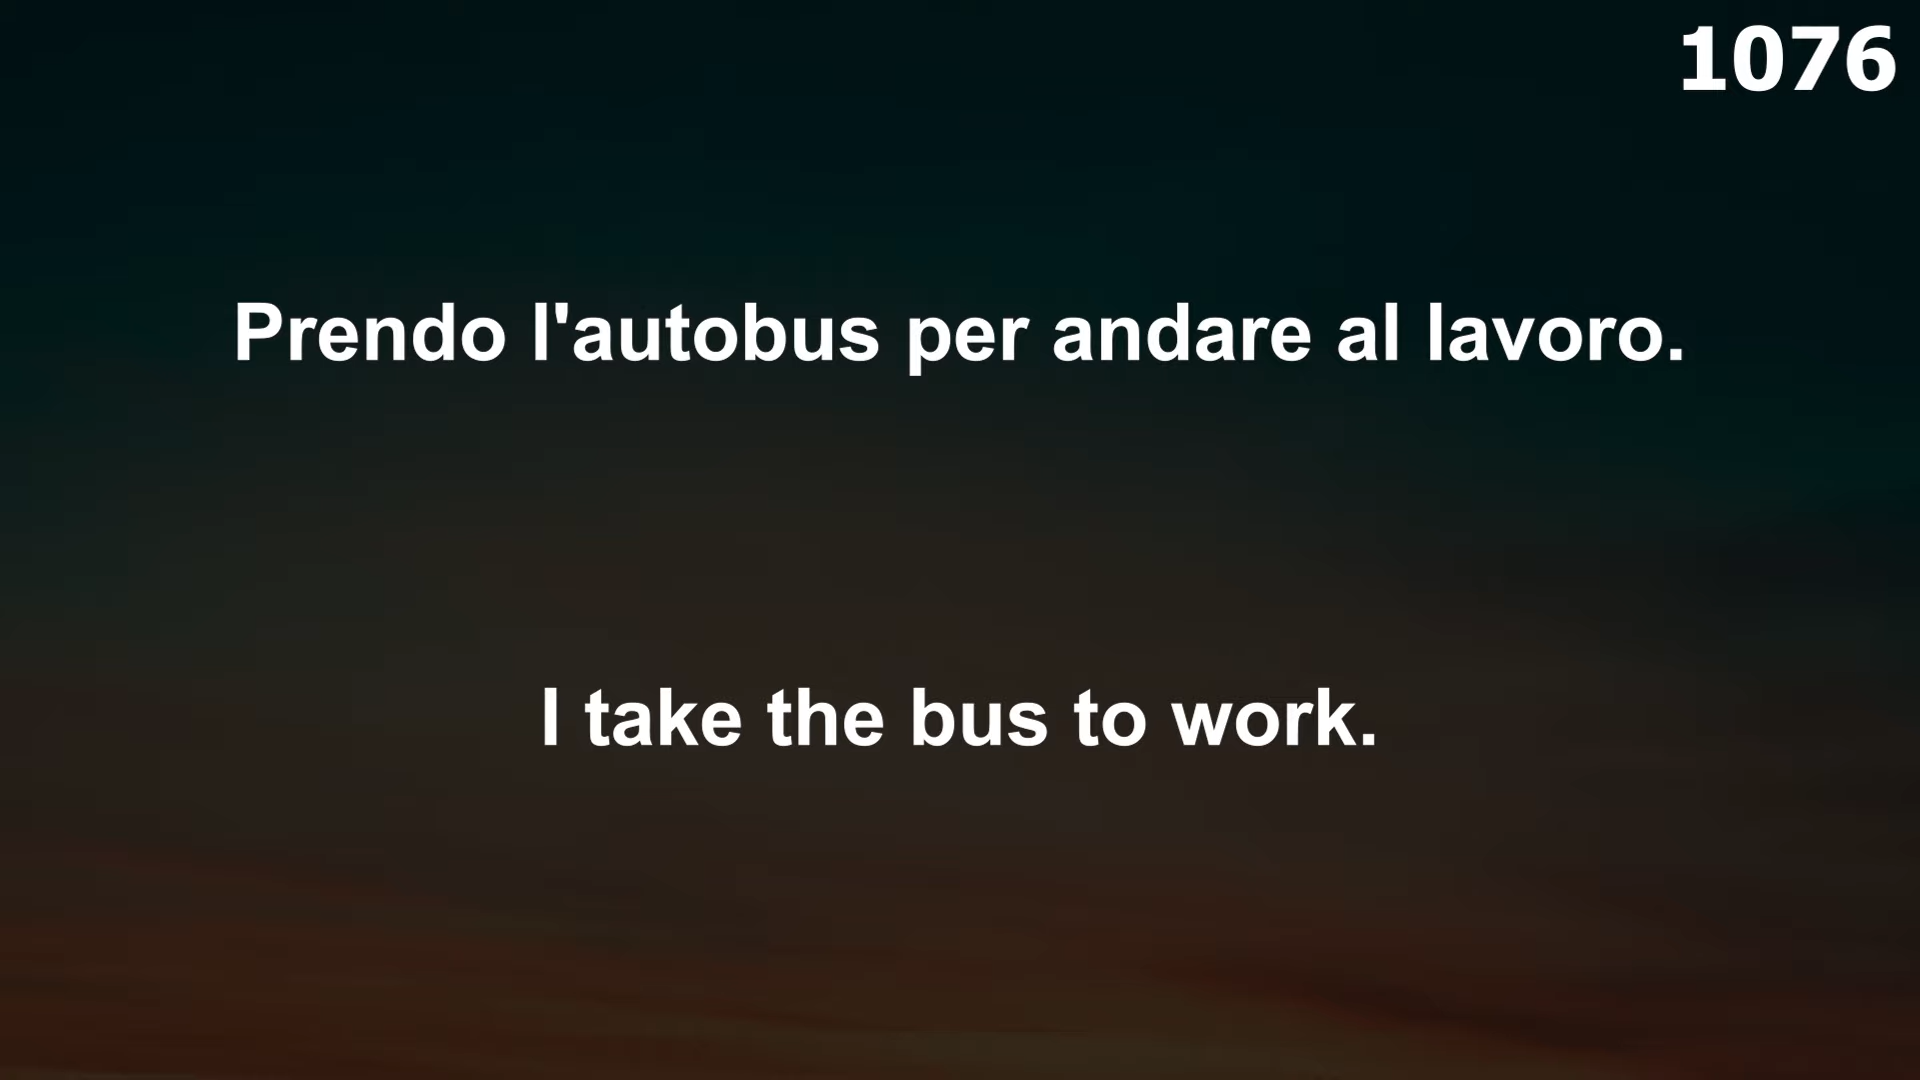 1076
Prendo l'autobus per andare al lavoro.
I take the bus to work.